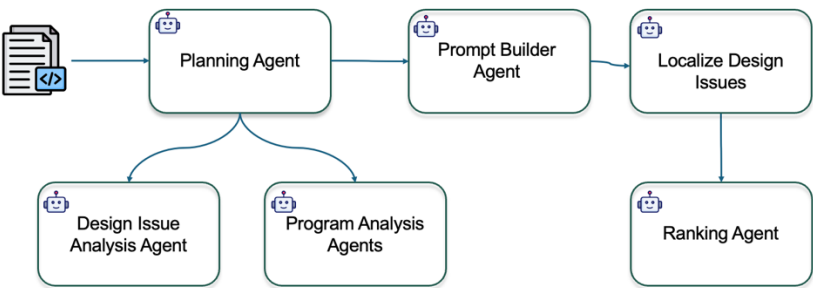 </>
Planning Agent
Prompt Builder
Agent
Localize Design
Issues
Design Issue
Analysis Agent
Program Analysis
Agents
Ranking Agent